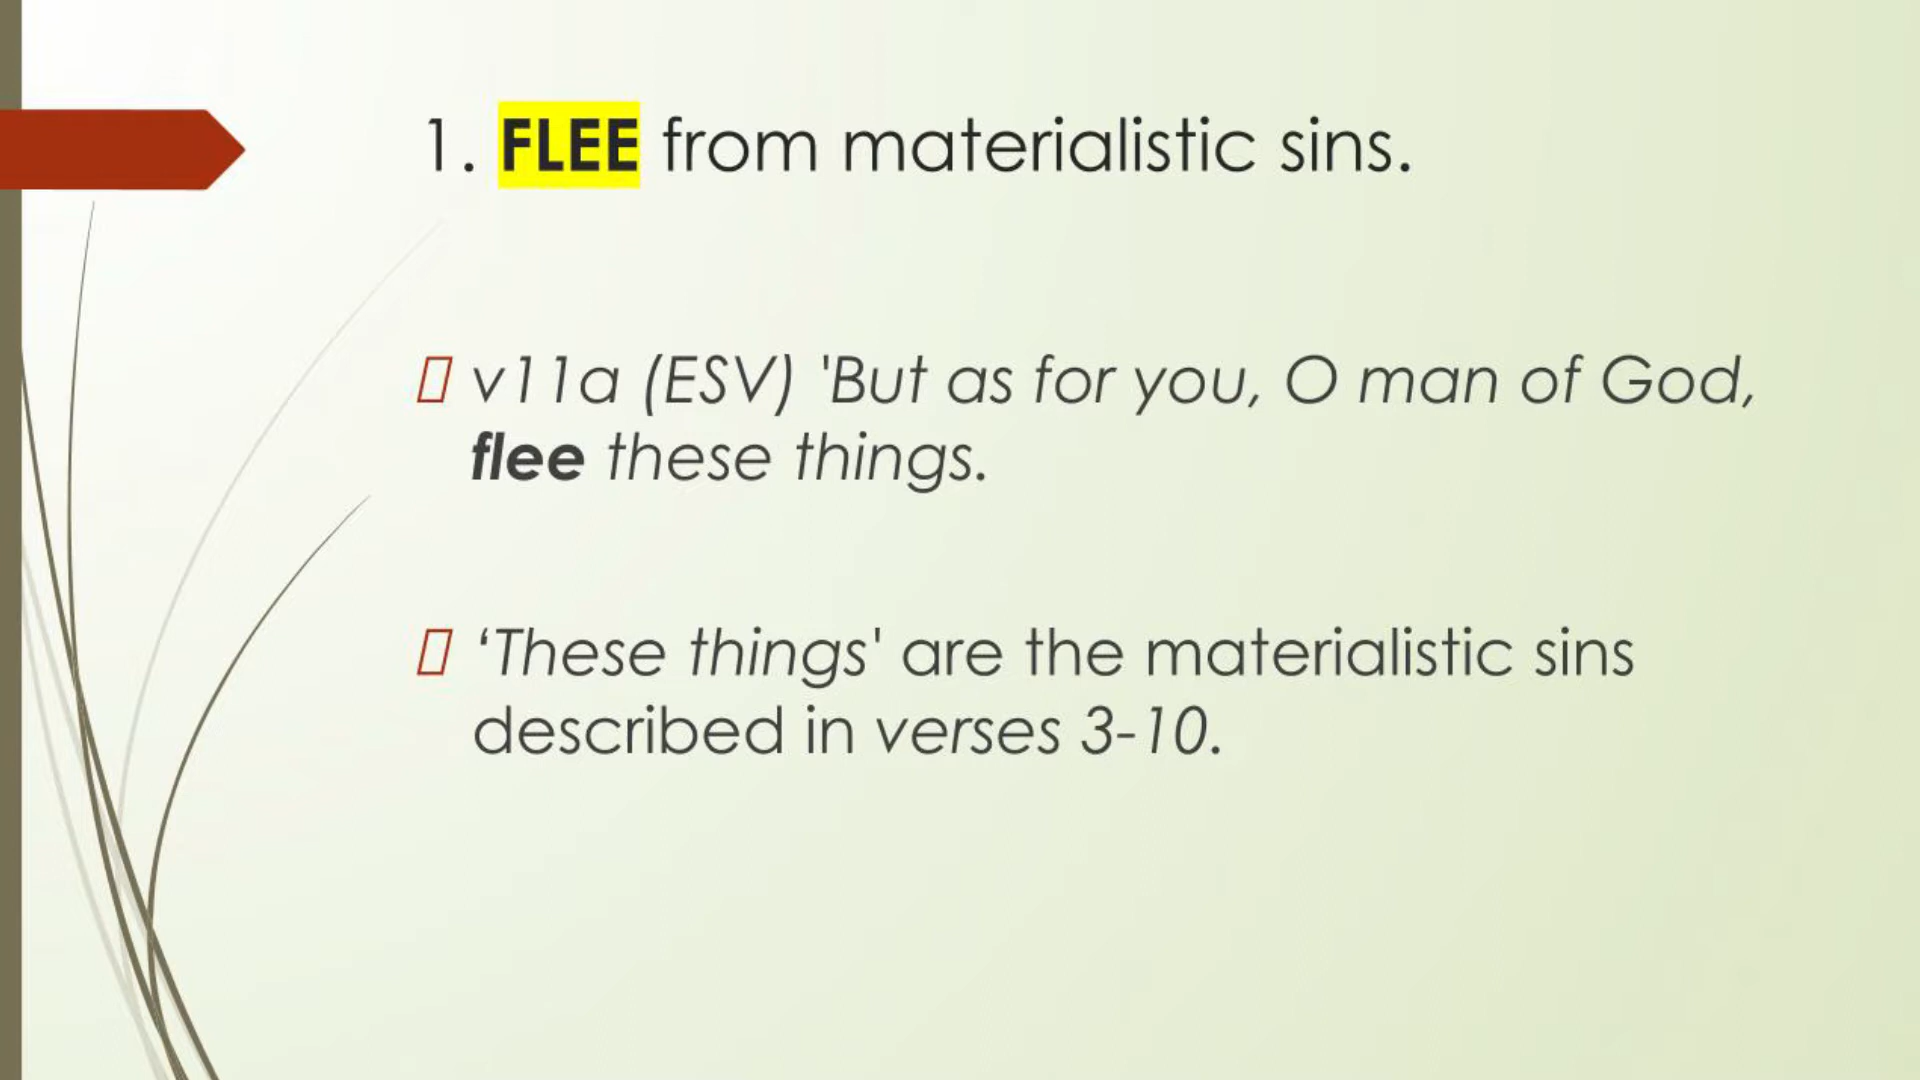 1. FLEE from materialistic sins.
v11a (ESV) 'But as for you, O man of God,
flee these things.
‘These things' are the materialistic sins
described in verses 3-10.